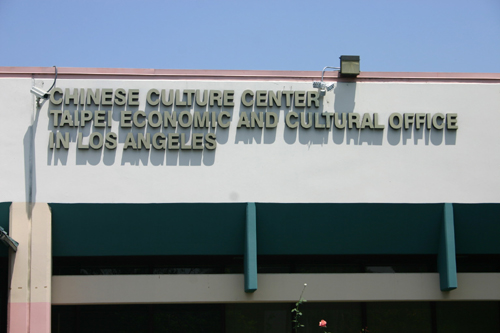 CHINESE CULTURE CENTER
TAIPEI ECONOMIC AND CULTURAL OFFICE
IN LOS ANGELES